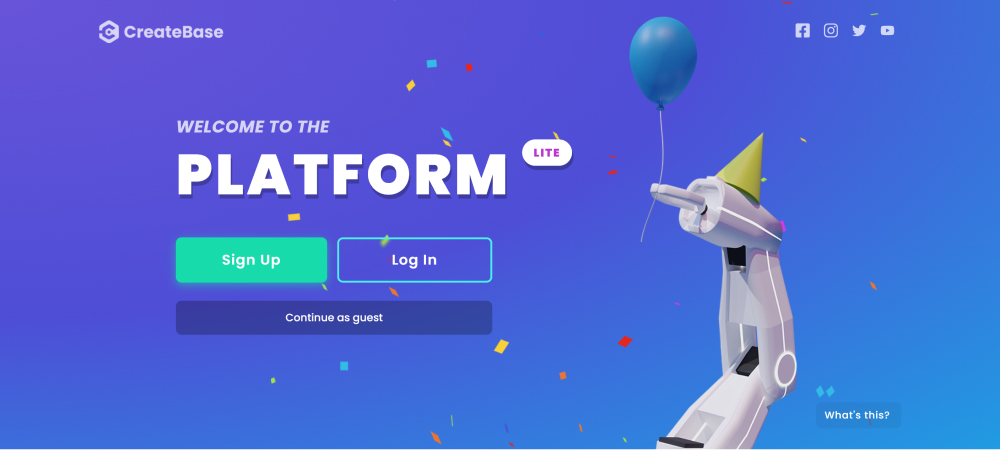 CreateBase
WELCOME TO THE
PLATFORM
LITE
Sign Up
Log In
Continue as guest
What's this?